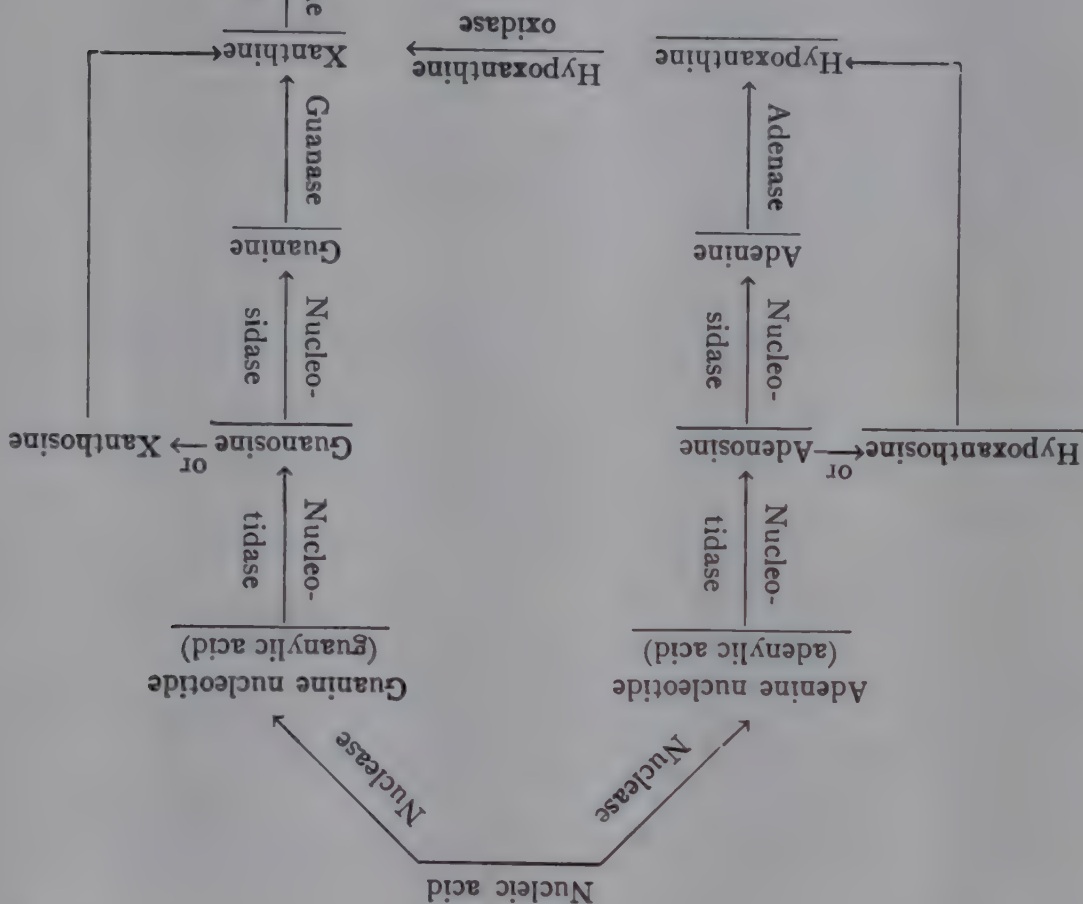 Nucleic acid
Nuclease
Nuclease
Adenine nucleotide
(adenylic acid)
Guanine nucleotide
(guanylic acid)
Nucleo-
tidase
Nucleo-
tidase
Hypoxanthosine
or
Adenosine
Guanosine
or
Xanthosine
Nucleo-
sidase
Nucleo-
sidase
Adenine
Guanine
Adenase
Guanase
Hypoxanthine
Hypoxanthine
oxidase
Xanthine